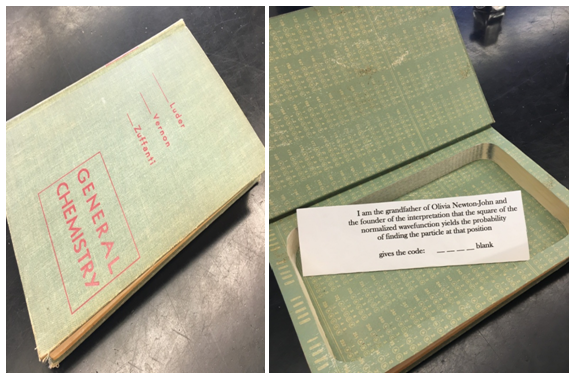 Luder
Vernon
Zuffanti
GENERAL
CHEMISTRY
I am the grandfather of Olivia Newton-John and
the founder of the interpretation that the square of the
normalized wavefunction yields the probability
of finding the particle at that position
gives the code: _ _ _ _ blank